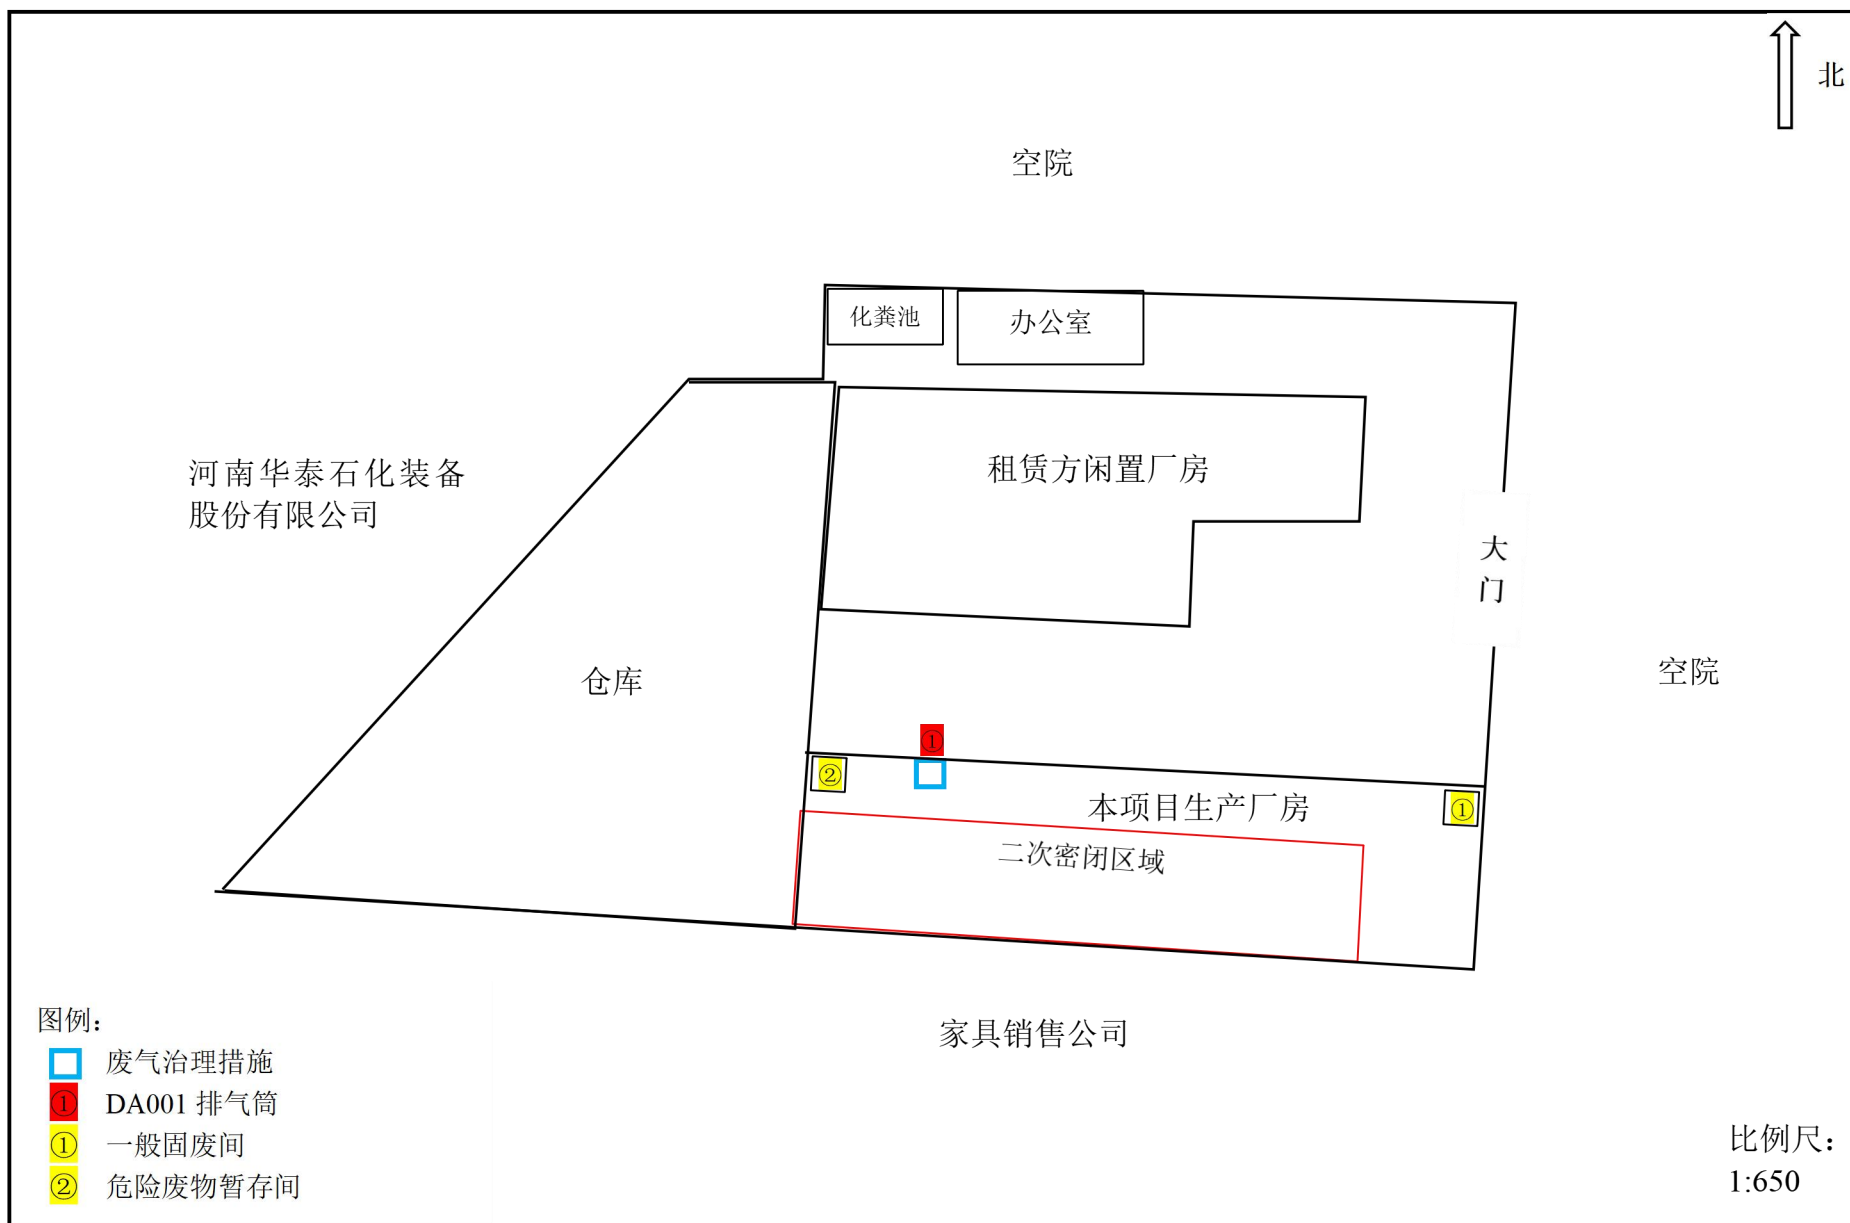 北
空院
化粪池
办公室
河南华泰石化装备
股份有限公司
租赁方闲置厂房
大
门
仓库
空院
①
②
本项目生产厂房
①
二次密闭区域
家具销售公司
图例：
废气治理措施
① DA001 排气筒
① 一般固废间
② 危险废物暂存间
比例尺：
1:650